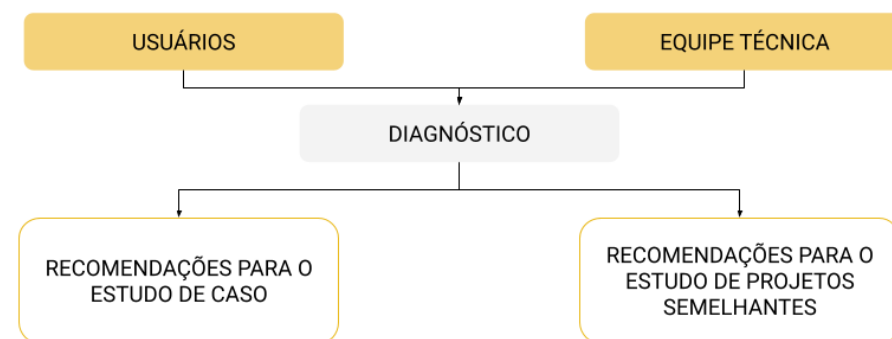 USUÁRIOS
EQUIPE TÉCNICA
DIAGNÓSTICO
RECOMENDAÇÕES PARA O
ESTUDO DE CASO
RECOMENDAÇÕES PARA O
ESTUDO DE PROJETOS
SEMELHANTES